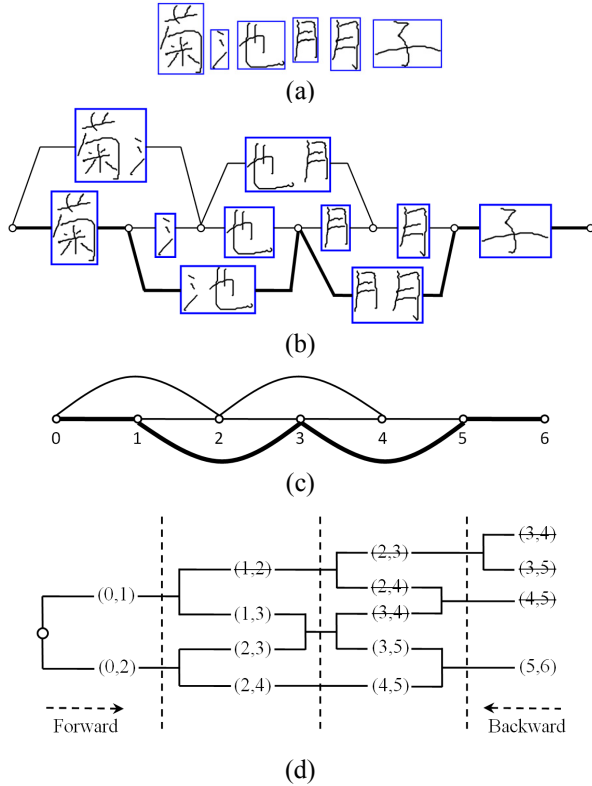 菊 氵 也 月 月 子
(a)
菊氵 也月
菊 氵 也 月 月 子
池 月月
(b)
0 1 2 3 4 5 6
(c)
(3,4)
(2,3)
(1,2) (3,5)
(2,4)
(0,1) (4,5)
(1,3) (3,4)
(2,3) (3,5)
(0,2) (5,6)
(2,4) (4,5)
Forward Backward
(d)